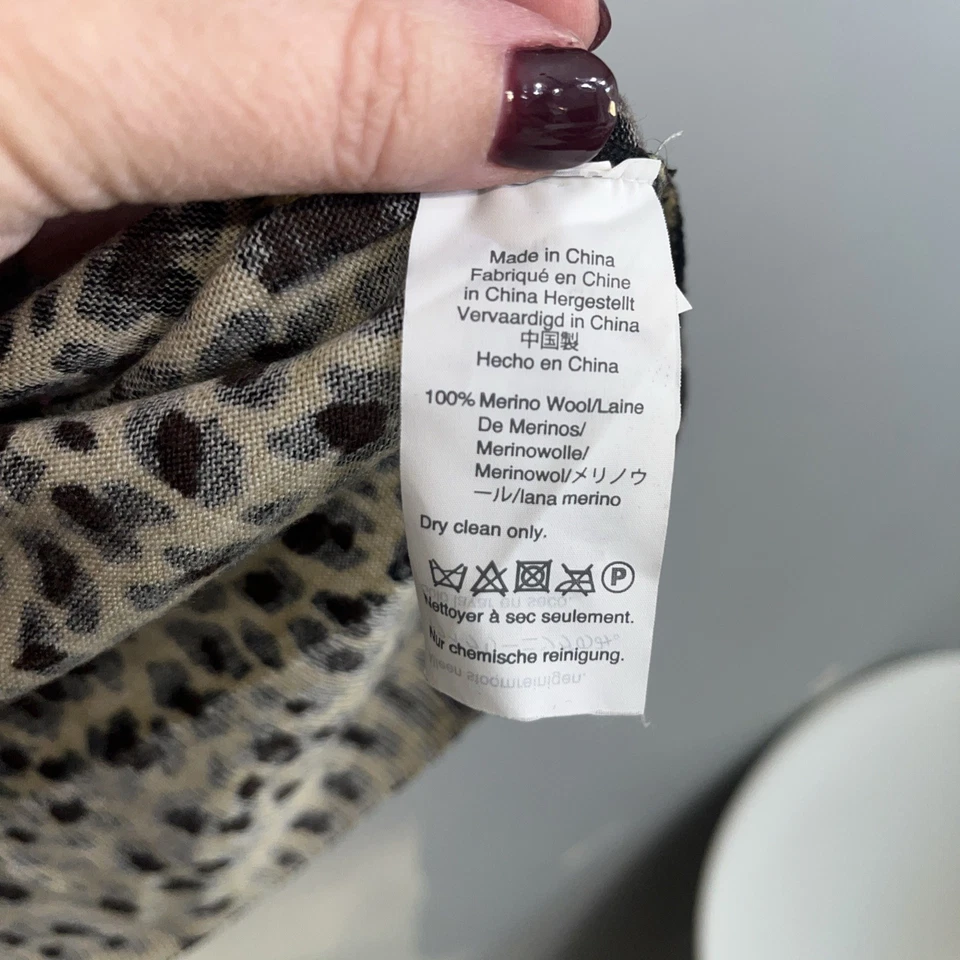 Made in China
Fabriqué en Chine
in China Hergestellt
Vervaardigd in China
中国製
Hecho en China
100% Merino Wool/Laine
De Merinos/
Merinowolle/
Merinowol/メリノウ
ール/lana merino
Dry clean only.
P
Nettoyer à sec seulement.
Nur chemische reinigung.